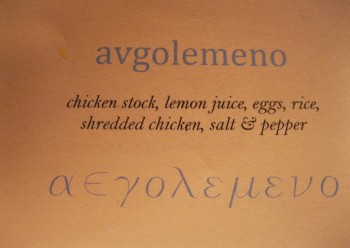 avgolemeno
chicken stock, lemon juice, eggs, rice,
shredded chicken, salt & pepper
αεγολεμενο